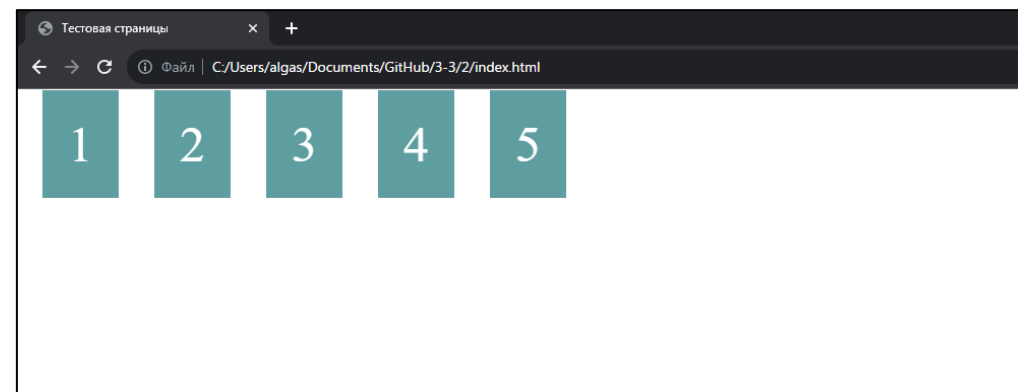 Тестовая страницы
Файл | C:/Users/algas/Documents/GitHub/3-3/2/index.html
1 2 3 4 5